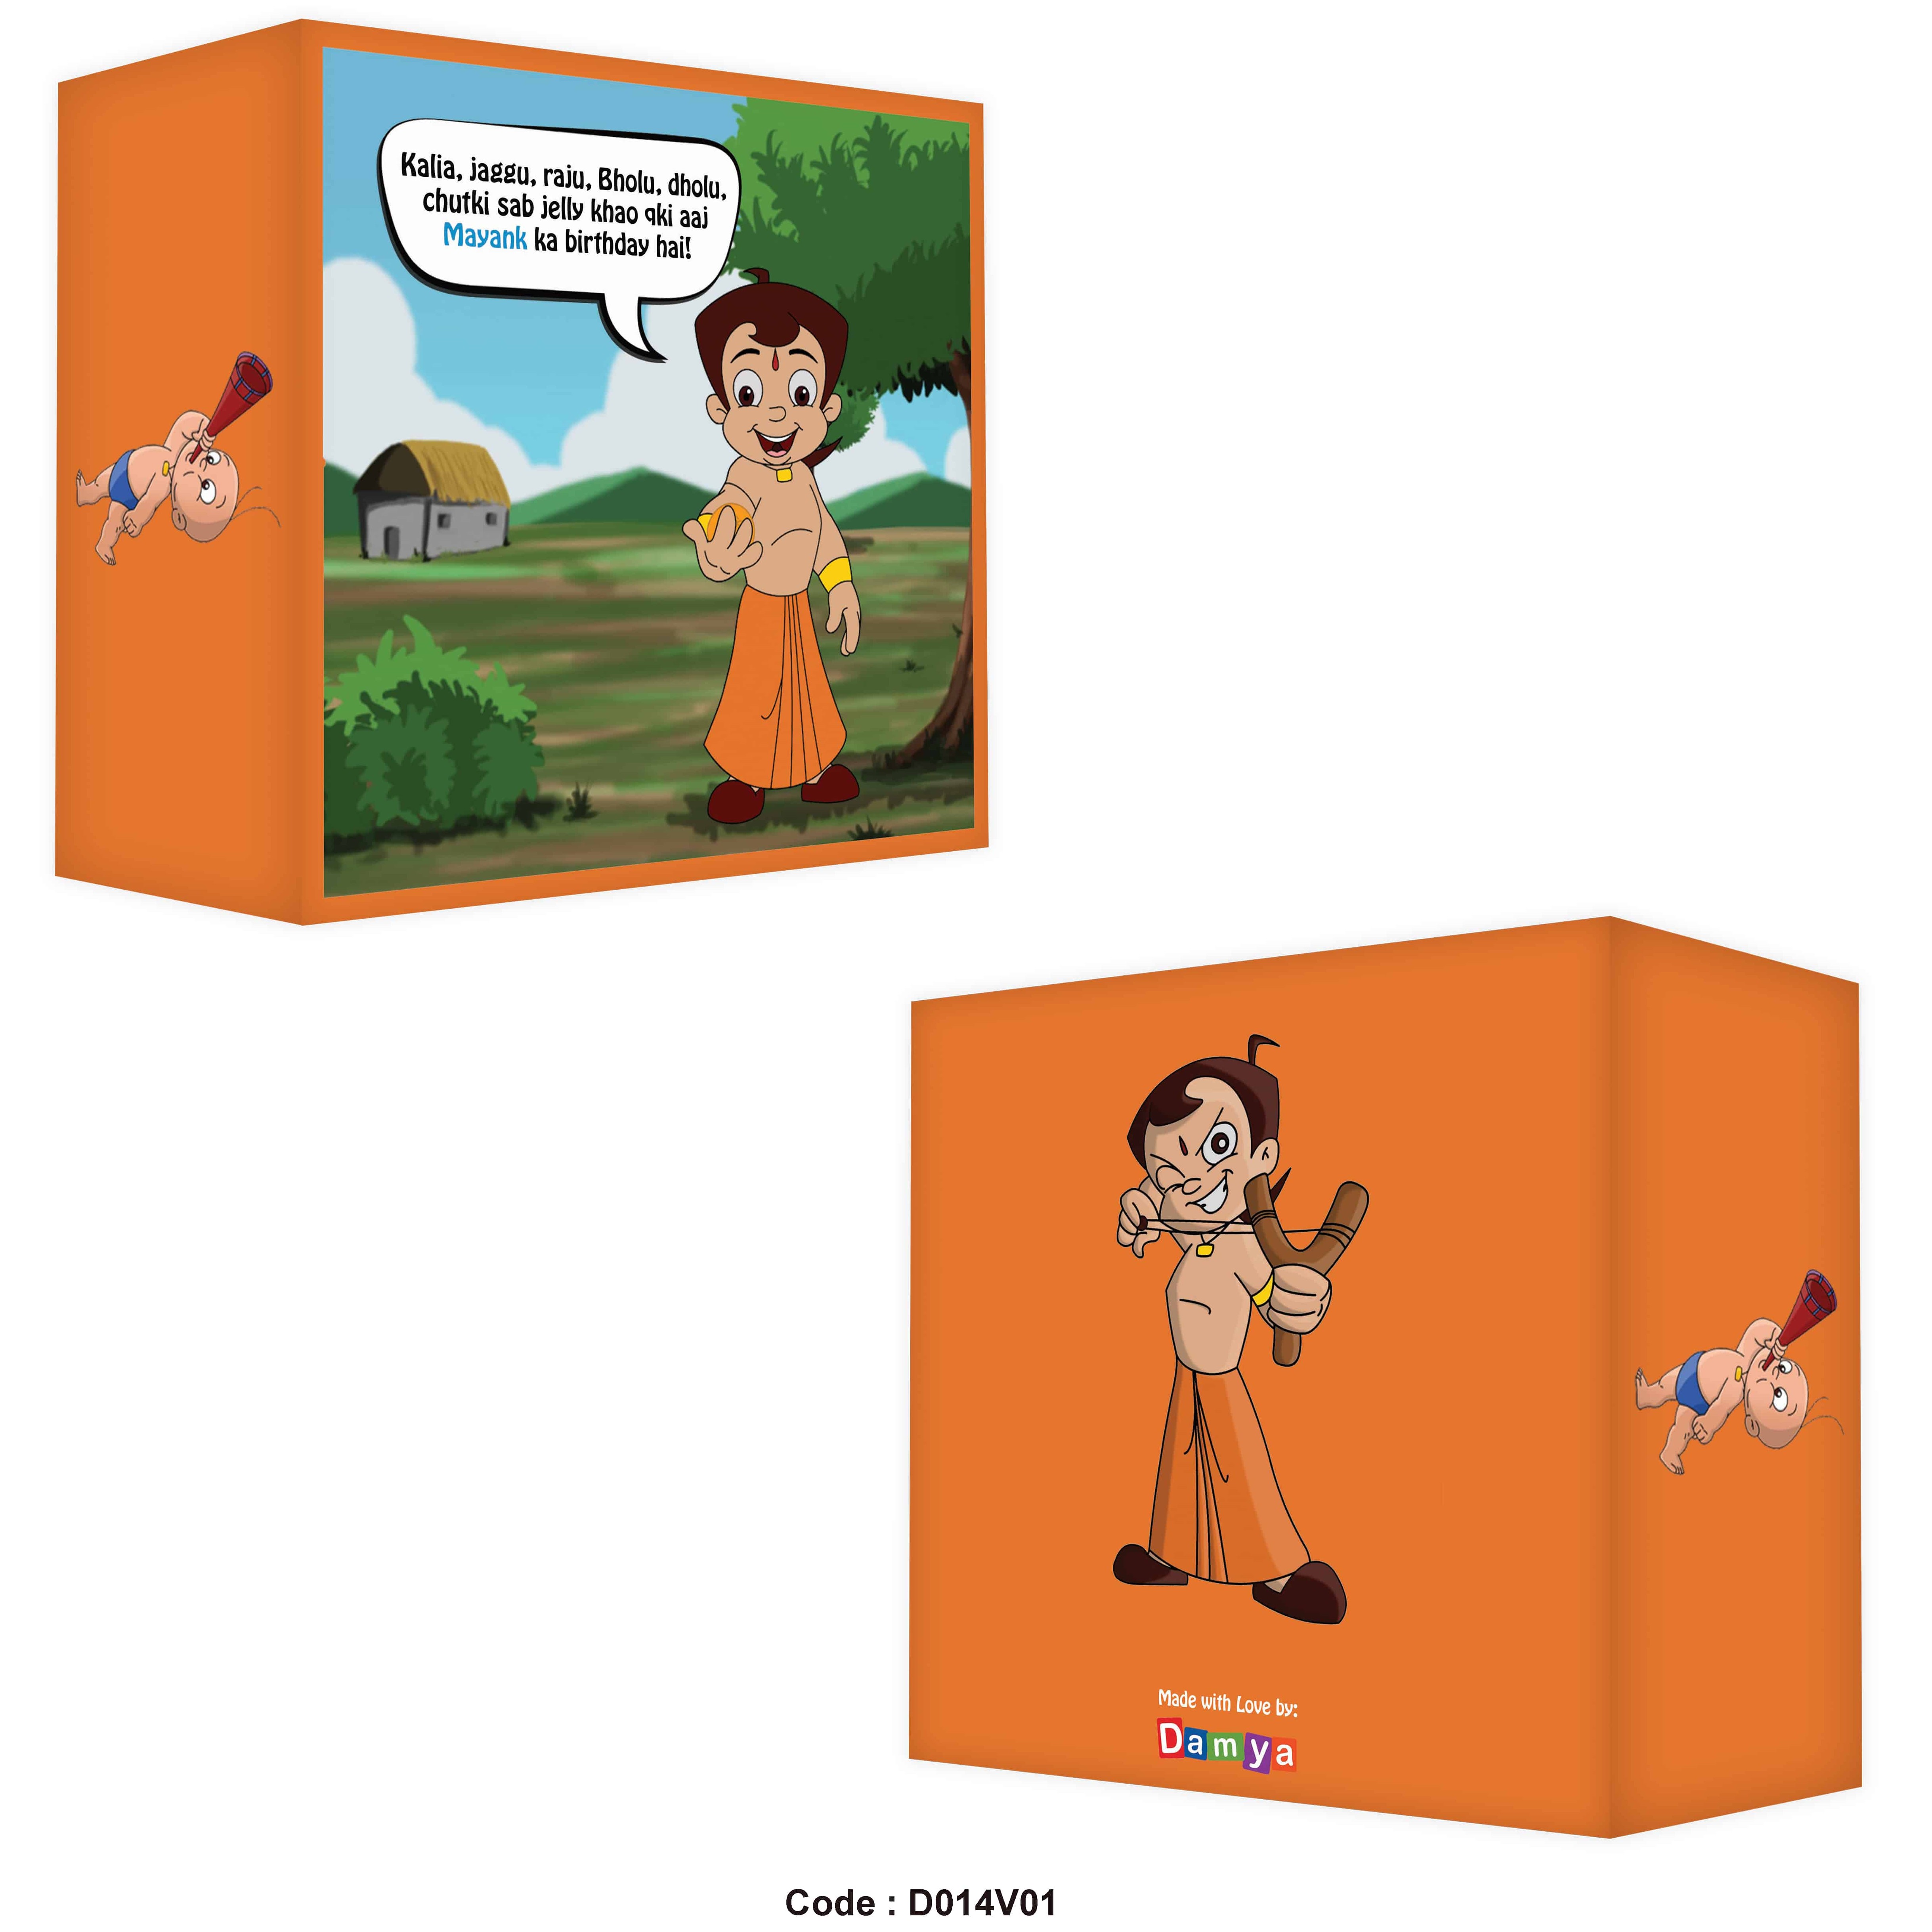 Kalia, jaggu, raju, Bholu, dholu,
chutki sab jelly khao qki aaj
Mayank ka birthday hai!
Made with Love by:
Damya
Code : D014V01